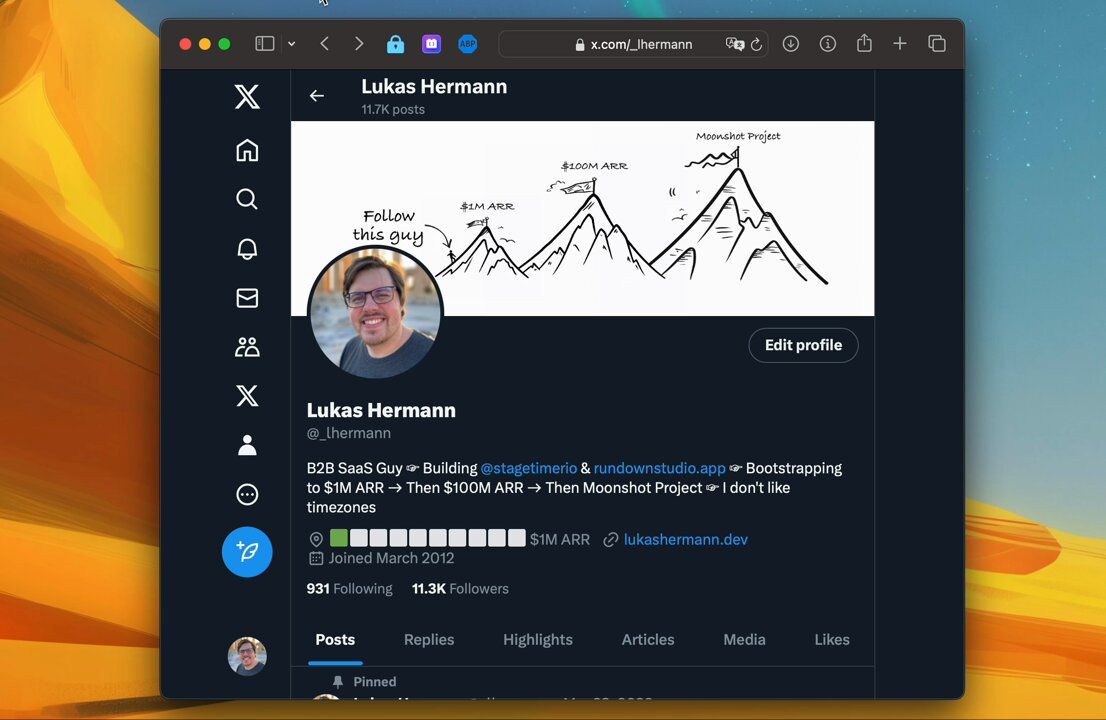 ABP
x.com/_lhermann
Lukas Hermann
11.7K posts
Moonshot Project
$100M ARR
$1M ARR
Follow
this guy
Edit profile
Lukas Hermann
@_lhermann
B2B SaaS Guy ☞ Building @stagetimerio & rundownstudio.app ☞ Bootstrapping
to $1M ARR → Then $100M ARR → Then Moonshot Project ☞ I don't like
timezones
🟩⬜⬜⬜⬜⬜⬜⬜⬜⬜ $1M ARR lukashermann.dev
Joined March 2012
931 Following 11.3K Followers
Posts Replies Highlights Articles Media Likes
Pinned